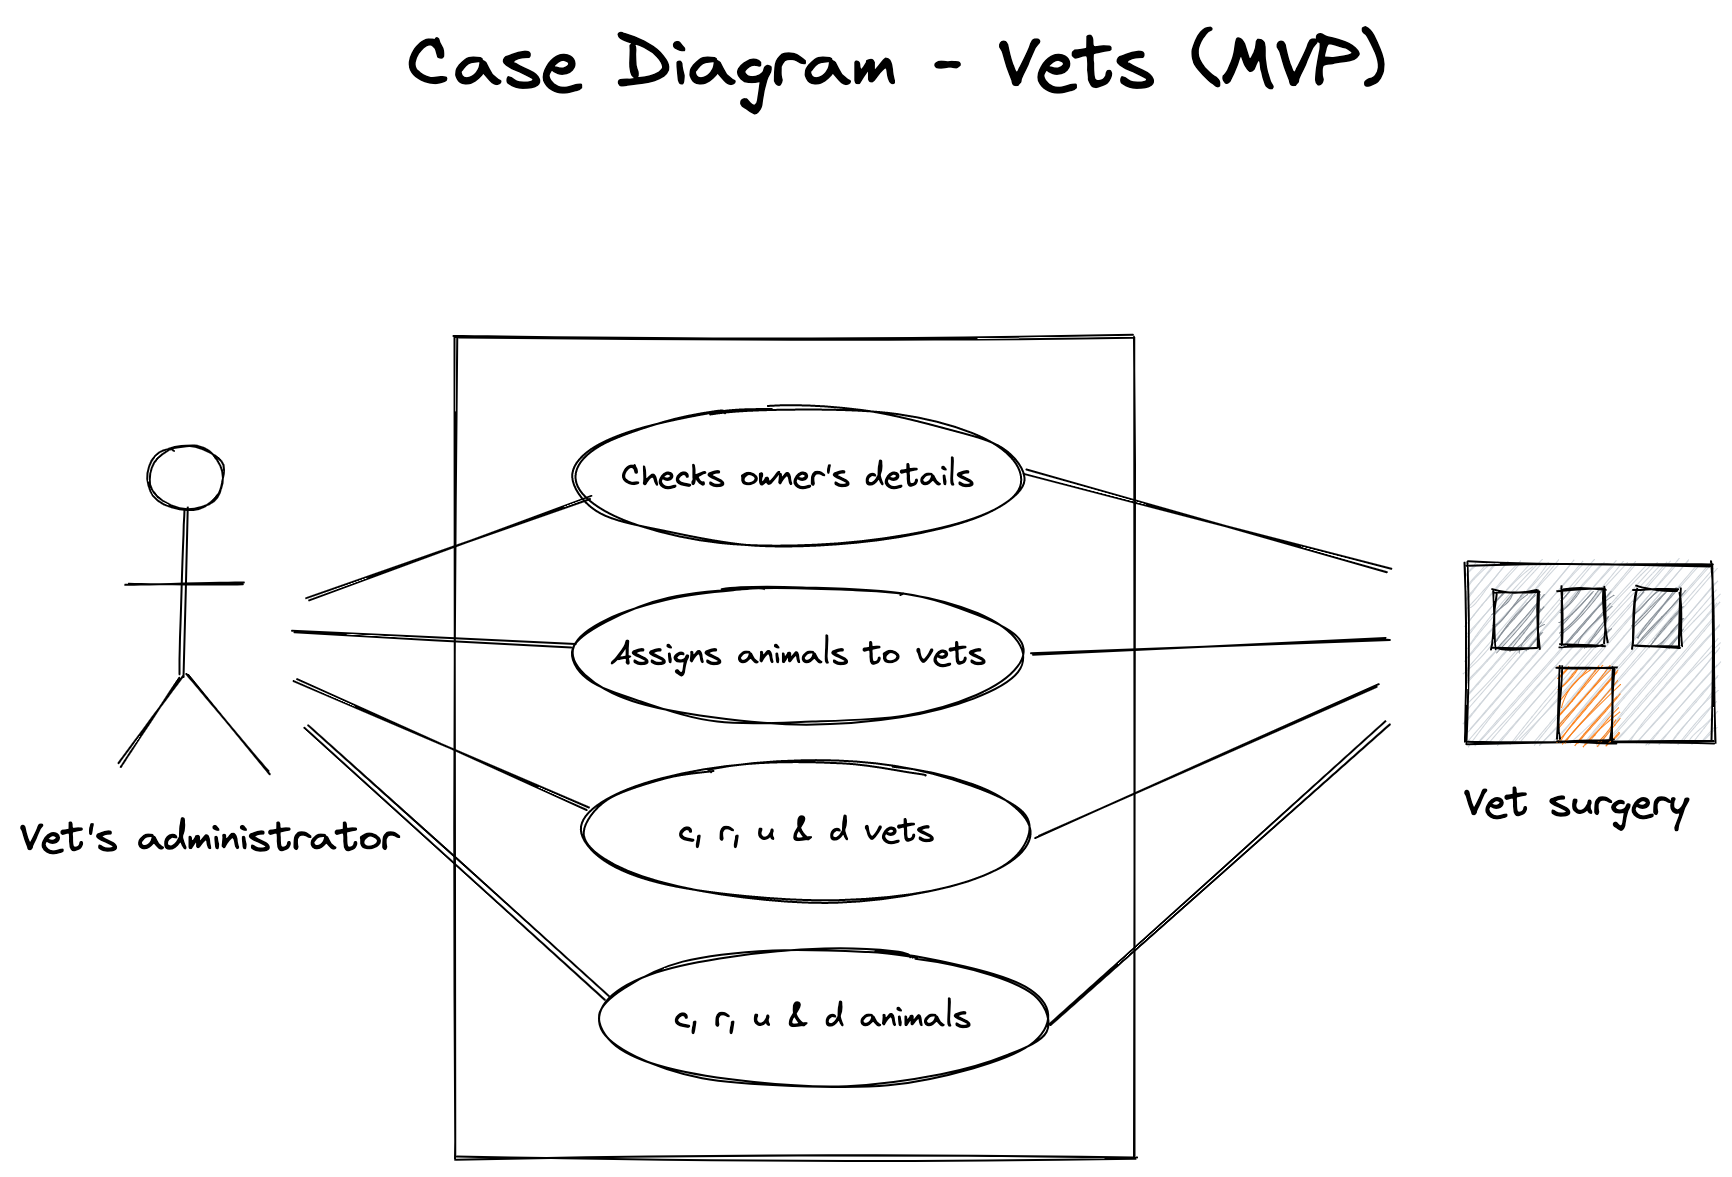 Case Diagram - Vets (MVP)
Checks owner's details
Assigns animals to vets
c, r, u & d vets
c, r, u & d animals
Vet's administrator
Vet surgery